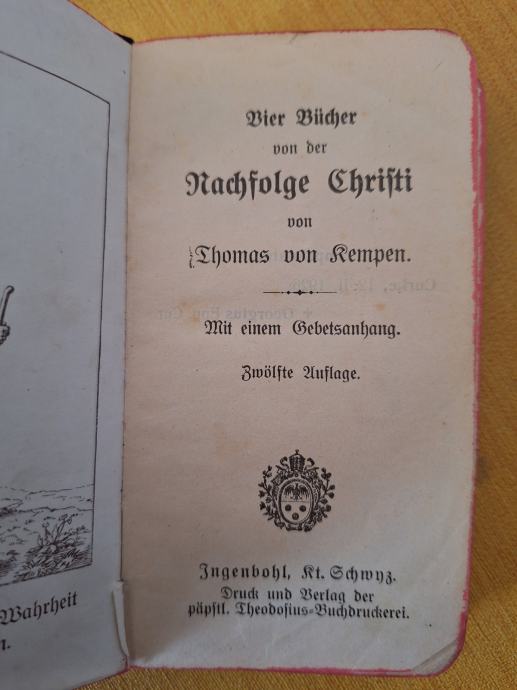 Vier Bücher
von der
Nachfolge Christi
von
Thomas von Kempen.
Mit einem Gebetsanhang.
Zwölfte Auflage.
Ingenbohl, Kt. Schwyz.
Druck und Verlag der
päpstl. Theodosius-Buchdruckerei.
Wahrheit